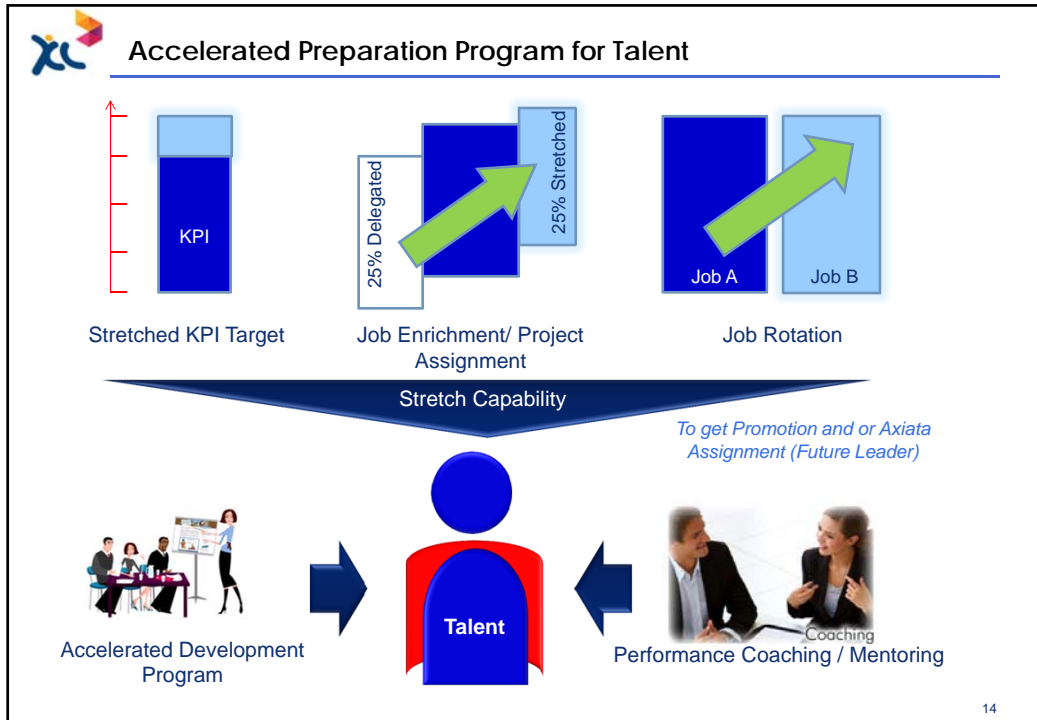 XL
Accelerated Preparation Program for Talent
KPI
25% Delegated
25% Stretched
Job A
Job B
Stretched KPI Target
Job Enrichment/ Project
Assignment
Job Rotation
Stretch Capability
To get Promotion and or Axiata
Assignment (Future Leader)
Talent
Coaching
Accelerated Development
Program
Performance Coaching / Mentoring
14